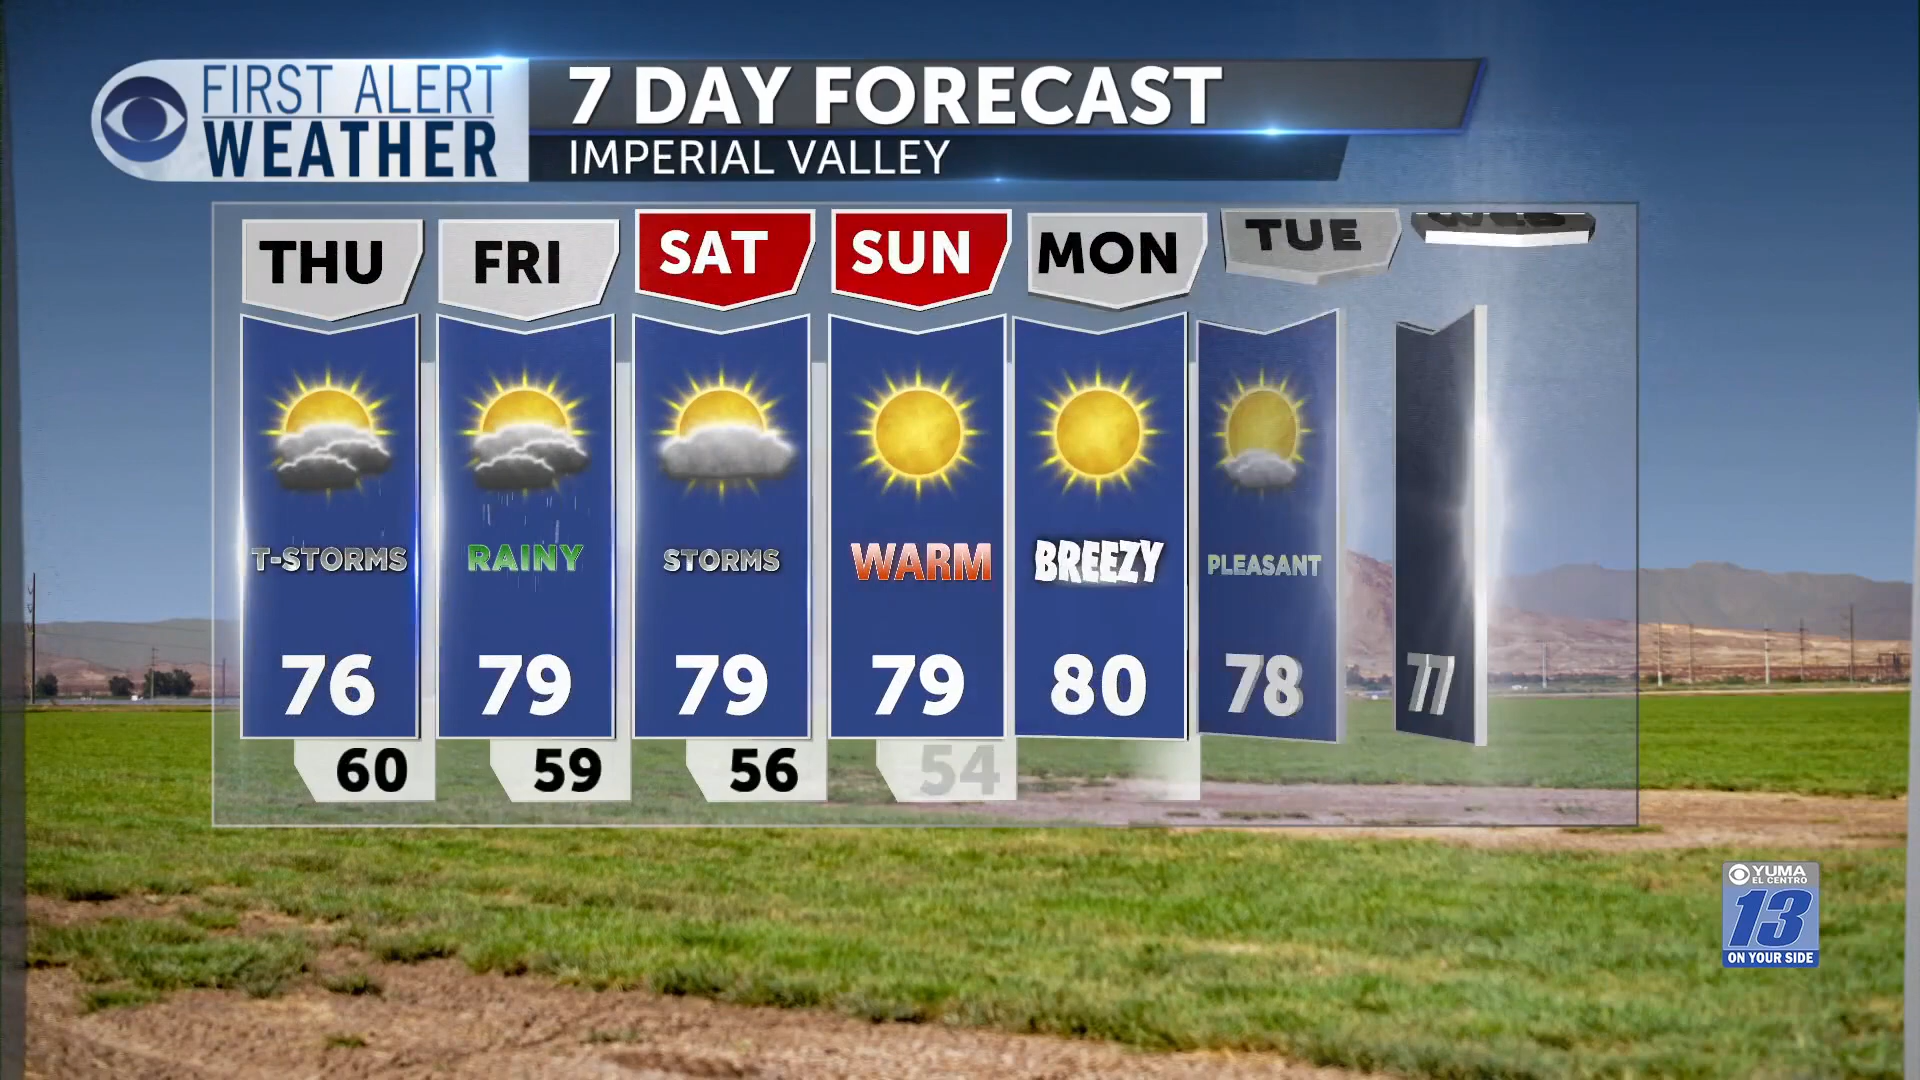 FIRST ALERT
WEATHER
7 DAY FORECAST
IMPERIAL VALLEY
THU
FRI
SAT
SUN
MON
TUE
WED
T-STORMS
RAINY
STORMS
WARM
BREEZY
PLEASANT
76
79
79
79
80
78
77
60
59
56
54
YUMA
EL CENTRO
13
ON YOUR SIDE